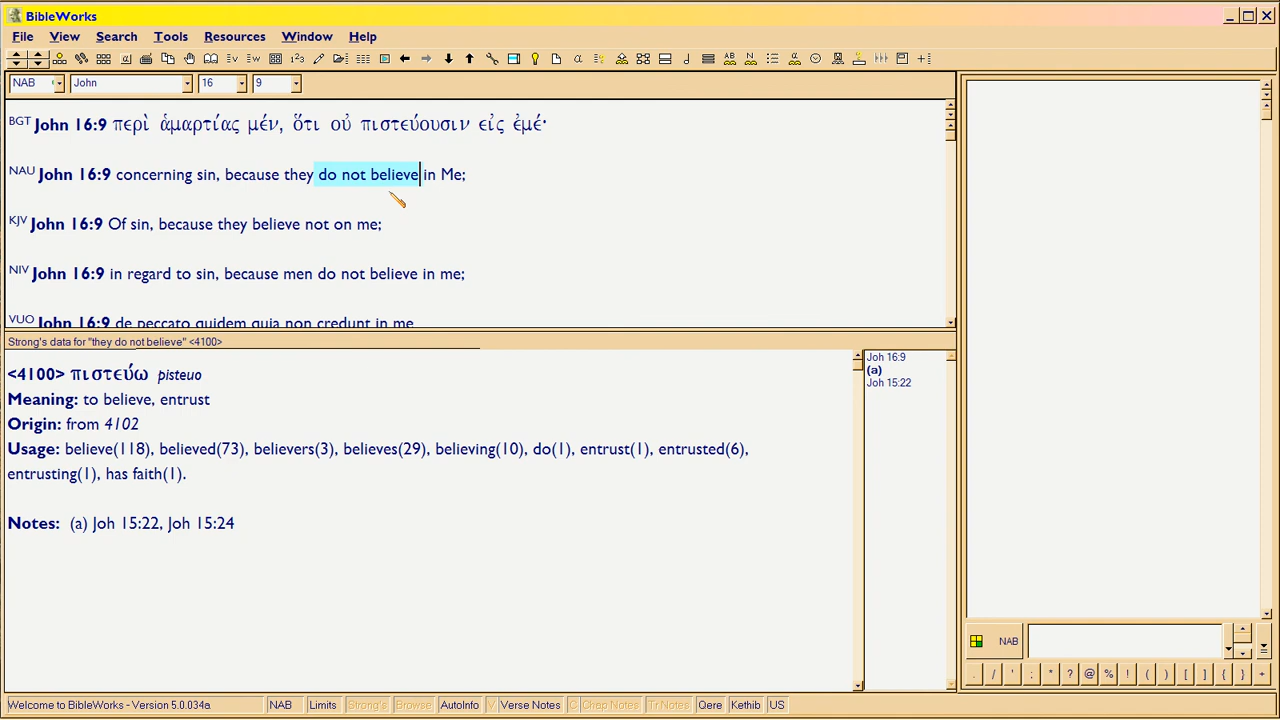 BibleWorks
File View Search Tools Resources Window Help
NAB John 16 9
BGT John 16:9 περὶ ἁμαρτίας μέν, ὅτι οὐ πιστεύουσιν εἰς ἐμέ·
NAU John 16:9 concerning sin, because they do not believe in Me;
KJV John 16:9 Of sin, because they believe not on me;
NIV John 16:9 in regard to sin, because men do not believe in me;
VUO John 16:9 de peccato quidem quia non credunt in me
Strong's data for "they do not believe" <4100>
<4100> πιστεύω pisteuo
Meaning: to believe, entrust
Origin: from 4102
Usage: believe(118), believed(73), believers(3), believes(29), believing(10), do(1), entrust(1), entrusted(6),
entrusting(1), has faith(1).
Notes: (a) Joh 15:22, Joh 15:24
Joh 16:9
(a)
Joh 15:22
NAB
. / ' ; * ? @ % ! ( ) [ ] { } +
Welcome to BibleWorks - Version 5.0.034a NAB Limits Strong's Browse AutoInfo V Verse Notes C Chap Notes Tr.Notes Qere Kethib US